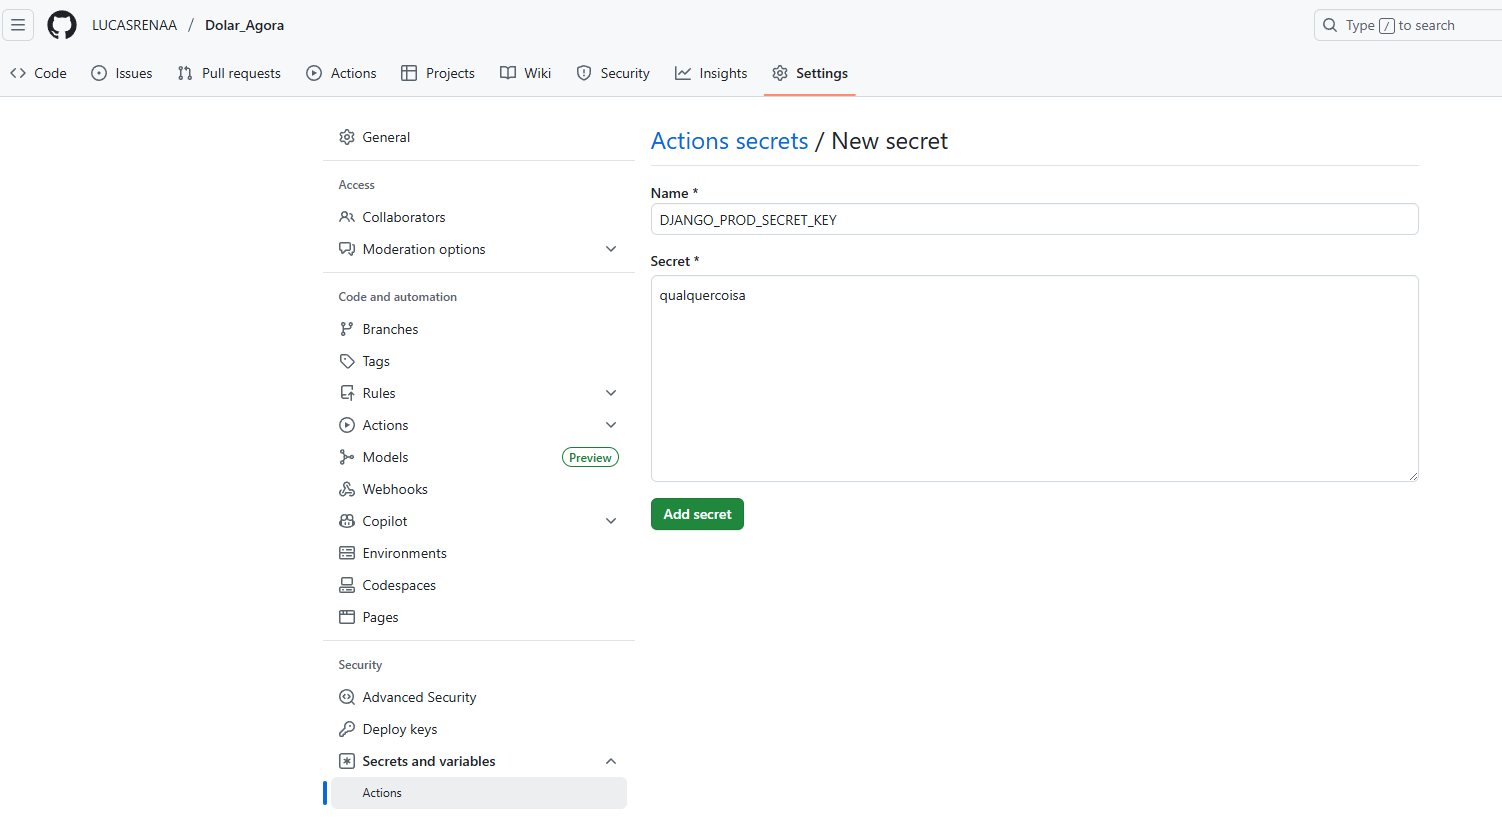 LUCASRENAA / Dolar_Agora
Type / to search
Code Issues Pull requests Actions Projects Wiki Security Insights Settings
General
Access
Collaborators
Moderation options
Code and automation
Branches
Tags
Rules
Actions
Models Preview
Webhooks
Copilot
Environments
Codespaces
Pages
Security
Advanced Security
Deploy keys
Secrets and variables
Actions
Actions secrets / New secret
Name *
DJANGO_PROD_SECRET_KEY
Secret *
qualquercoisa
Add secret